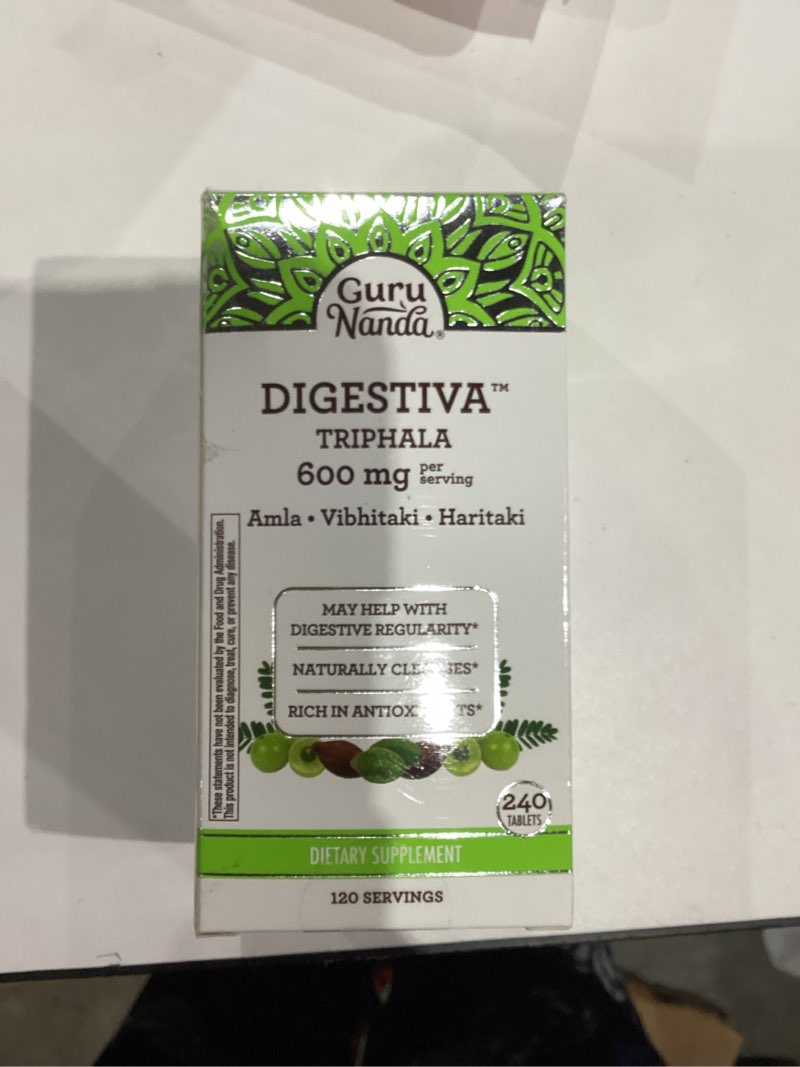 Guru
Nanda®
DIGESTIVA™
TRIPHALA
600 mg per serving
Amla • Vibhitaki • Haritaki
*These statements have not been evaluated by the Food and Drug Administration.
This product is not intended to diagnose, treat, cure, or prevent any disease.
MAY HELP WITH
DIGESTIVE REGULARITY*
NATURALLY
RICH IN
240
TABLETS
DIETARY SUPPLEMENT
120 SERVINGS